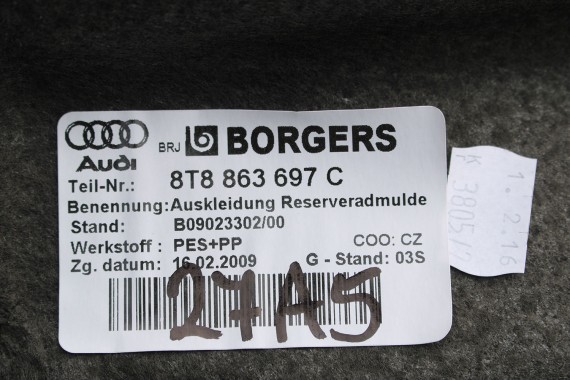 Audi
BRJ BORGERS
Teil-Nr.: 8T8 863 697 C
Benennung: Auskleidung Reserveradmulde
Stand: B09023302/00
Werkstoff: PES+PP COO: CZ
Zg. datum: 16.02.2009 G - Stand: 03S
27A5
1.2.16
K 3805/2